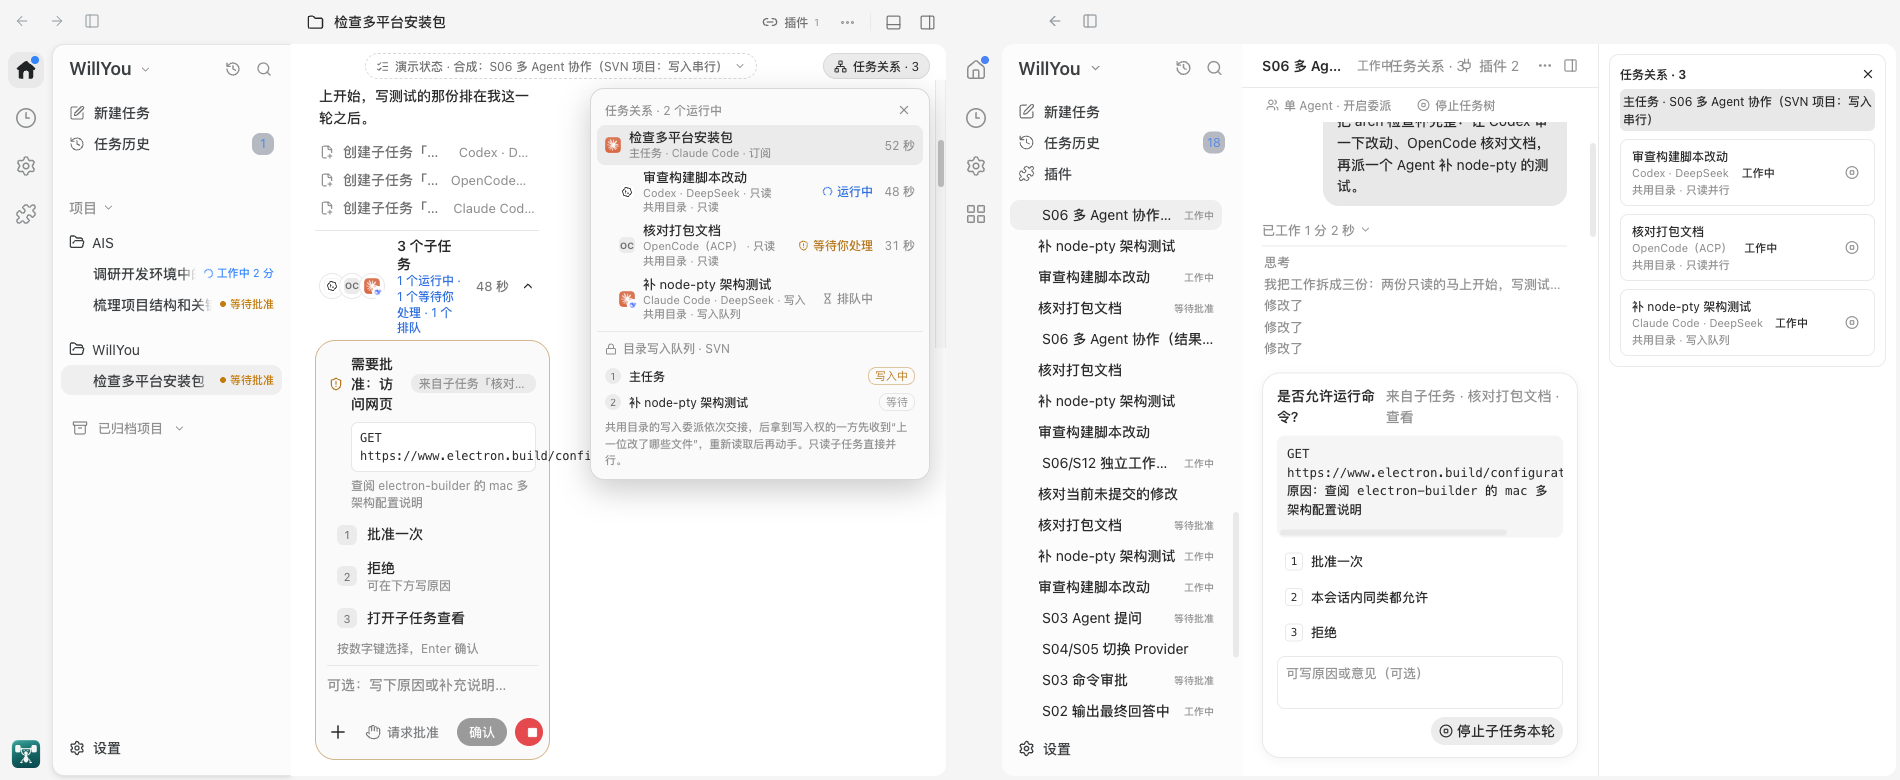 检查多平台安装包
插件 1
WillYou
新建任务
任务历史
1
项目
AIS
调研开发环境中
工作中 2 分
梳理项目结构和关
等待批准
WillYou
检查多平台安装包
等待批准
已归档项目
设置
演示状态 · 合成：S06 多 Agent 协作（SVN 项目：写入串行）
任务关系 · 3
上开始，写测试的那份排在我这一
轮之后。
创建子任务「...
Codex · D...
创建子任务「...
OpenCode...
创建子任务「...
Claude Cod...
OC
3 个子任
务
1 个运行中 ·
1 个等待你
处理 · 1 个
排队
48 秒
需要批
准：访
问网页
来自子任务「核对...
GET
https://www.electron.build/confi
查阅 electron-builder 的 mac 多
架构配置说明
1 批准一次
2 拒绝
可在下方写原因
3 打开子任务查看
按数字键选择，Enter 确认
可选：写下原因或补充说明...
请求批准
确认
任务关系 · 2 个运行中
检查多平台安装包
主任务 · Claude Code · 订阅
52 秒
审查构建脚本改动
Codex · DeepSeek · 只读
共用目录 · 只读
运行中 48 秒
OC
核对打包文档
OpenCode（ACP） · 只读
共用目录 · 只读
等待你处理 31 秒
补 node-pty 架构测试
Claude Code · DeepSeek · 写入
共用目录 · 写入队列
排队中
目录写入队列 · SVN
1 主任务
写入中
2 补 node-pty 架构测试
等待
共用目录的写入委派依次交接，后拿到写入权的一方先收到“上
一位改了哪些文件”，重新读取后再动手。只读子任务直接并
行。
WillYou
新建任务
任务历史
18
插件
S06 多 Agent 协作... 工作中
补 node-pty 架构测试
审查构建脚本改动 工作中
核对打包文档 等待批准
S06 多 Agent 协作（结果...
核对打包文档
补 node-pty 架构测试
审查构建脚本改动
S06/S12 独立工作... 工作中
核对当前未提交的修改
核对打包文档 等待批准
补 node-pty 架构测试 工作中
审查构建脚本改动 工作中
S03 Agent 提问 等待批准
S04/S05 切换 Provider
S03 命令审批 等待批准
S02 输出最终回答中 工作中
设置
S06 多 Ag...
工作中
任务关系 · 3
插件 2
单 Agent · 开启委派
停止任务树
把 arch 检查补完整：让 Codex 审
一下改动、OpenCode 核对文档，
再派一个 Agent 补 node-pty 的测
试。
已工作 1 分 2 秒
思考
我把工作拆成三份：两份只读的马上开始，写测试...
修改了
修改了
修改了
是否允许运行命
令？
来自子任务 · 核对打包文档 ·
查看
GET
https://www.electron.build/configurat
原因：查阅 electron-builder 的 mac 多
架构配置说明
1 批准一次
2 本会话内同类都允许
3 拒绝
可写原因或意见（可选）
停止子任务本轮
任务关系 · 3
主任务 · S06 多 Agent 协作（SVN 项目：写入
串行）
审查构建脚本改动
Codex · DeepSeek 工作中
共用目录 · 只读并行
核对打包文档
OpenCode（ACP） 工作中
共用目录 · 只读并行
补 node-pty 架构测试
Claude Code · DeepSeek 工作中
共用目录 · 写入队列